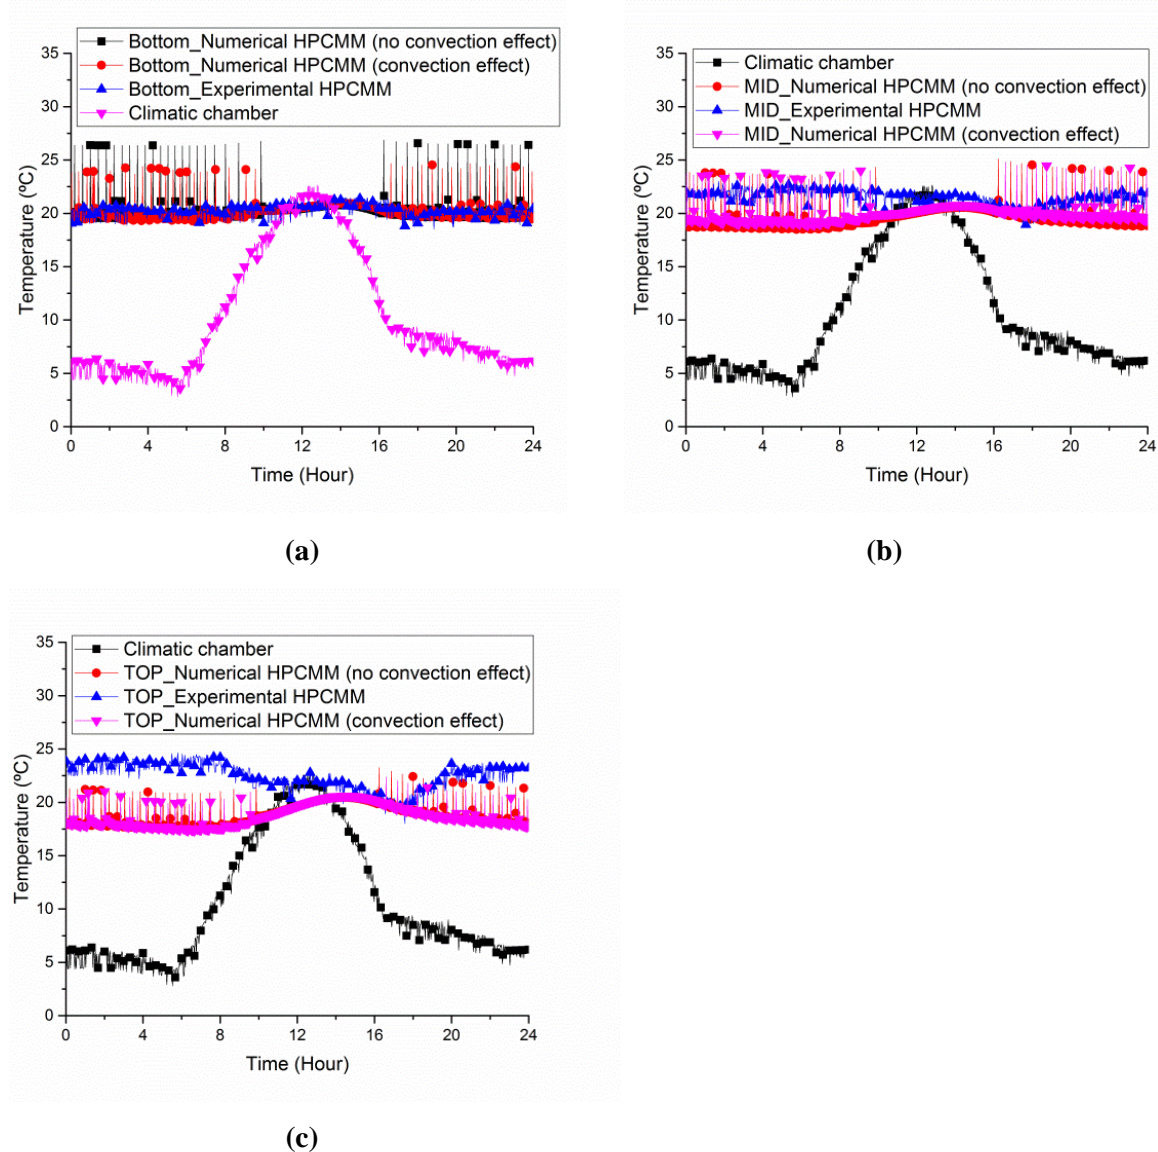 Bottom_Numerical HPCMM (no convection effect)
Bottom_Numerical HPCMM (convection effect)
Bottom_Experimental HPCMM
Climatic chamber
35
30
25
20
15
10
5
0
Temperature (ºC)
0 4 8 12 16 20 24
Time (Hour)
(a)
Climatic chamber
MID_Numerical HPCMM (no convection effect)
MID_Experimental HPCMM
MID_Numerical HPCMM (convection effect)
35
30
25
20
15
10
5
0
Temperature (ºC)
0 4 8 12 16 20 24
Time (Hour)
(b)
Climatic chamber
TOP_Numerical HPCMM (no convection effect)
TOP_Experimental HPCMM
TOP_Numerical HPCMM (convection effect)
35
30
25
20
15
10
5
0
Temperature (ºC)
0 4 8 12 16 20 24
Time (Hour)
(c)